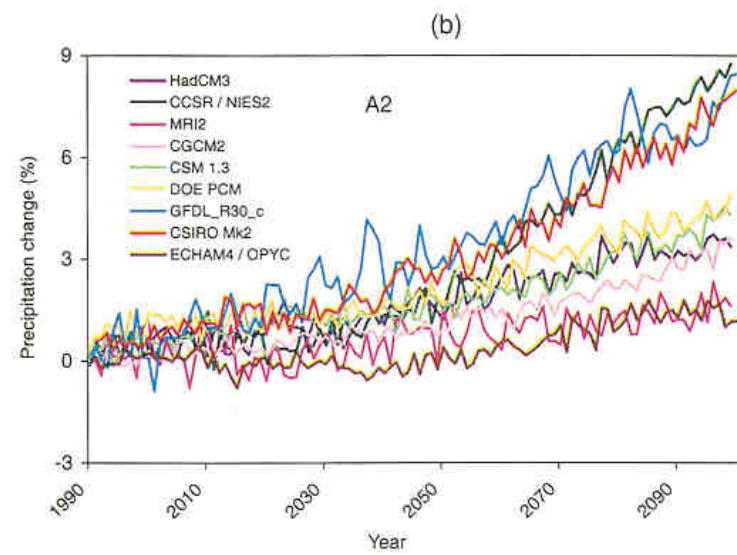 (b)
9
6
3
0
-3
Precipitation change (%)
HadCM3
CCSR / NIES2
MRI2
CGCM2
CSM 1.3
DOE PCM
GFDL_R30_c
CSIRO Mk2
ECHAM4 / OPYC
A2
1990
2010
2030
2050
2070
2090
Year